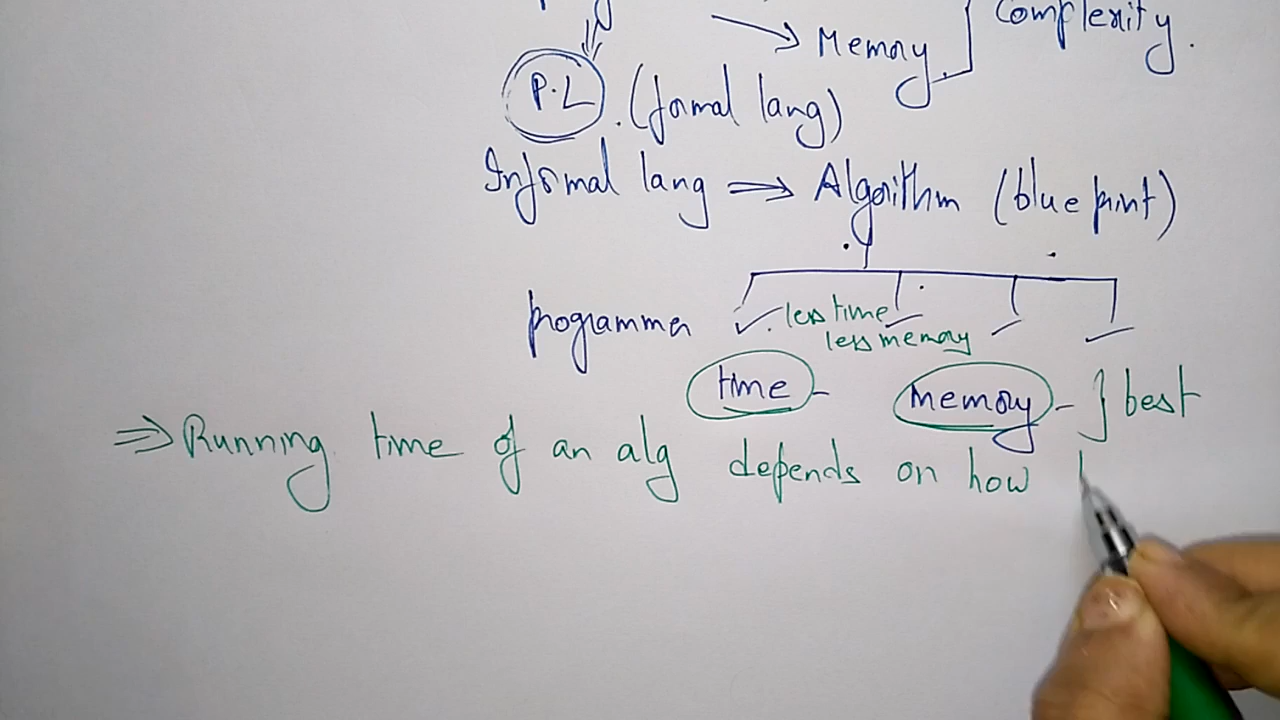 Memory } Complexity.
P.L . (formal lang)
Informal lang ⇒ Algorithm (blue print)
programmer ✓. less time ✓ ✓ ✓
less memory
time - memory - } best
⇒ Running time of an alg depends on how